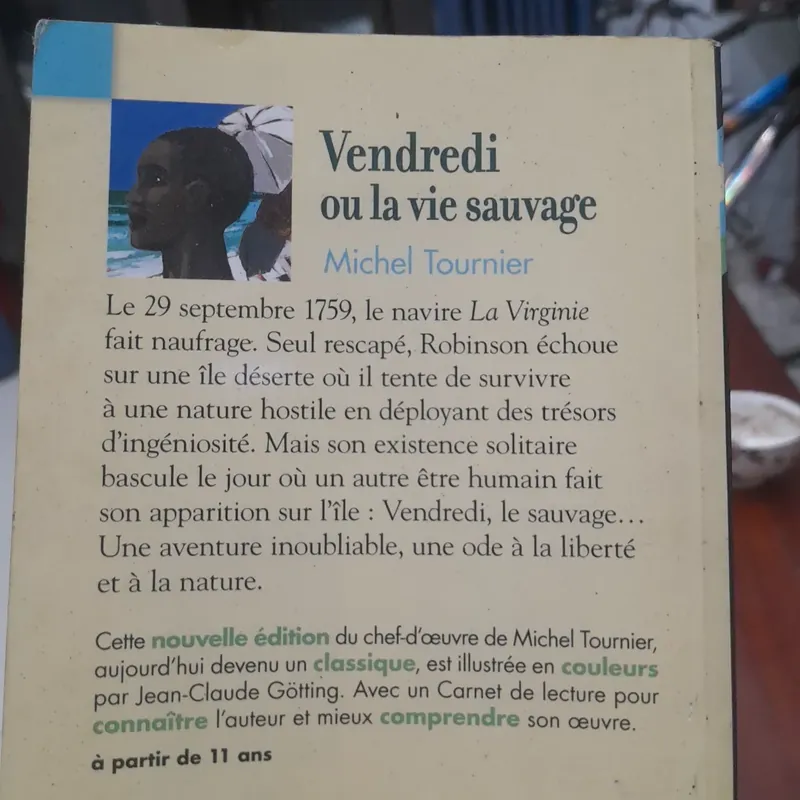 Vendredi
ou la vie sauvage
Michel Tournier
Le 29 septembre 1759, le navire La Virginie
fait naufrage. Seul rescapé, Robinson échoue
sur une île déserte où il tente de survivre
à une nature hostile en déployant des trésors
d'ingéniosité. Mais son existence solitaire
bascule le jour où un autre être humain fait
son apparition sur l'île : Vendredi, le sauvage…
Une aventure inoubliable, une ode à la liberté
et à la nature.
Cette nouvelle édition du chef-d'œuvre de Michel Tournier,
aujourd'hui devenu un classique, est illustrée en couleurs
par Jean-Claude Götting. Avec un Carnet de lecture pour
connaître l'auteur et mieux comprendre son œuvre.
à partir de 11 ans